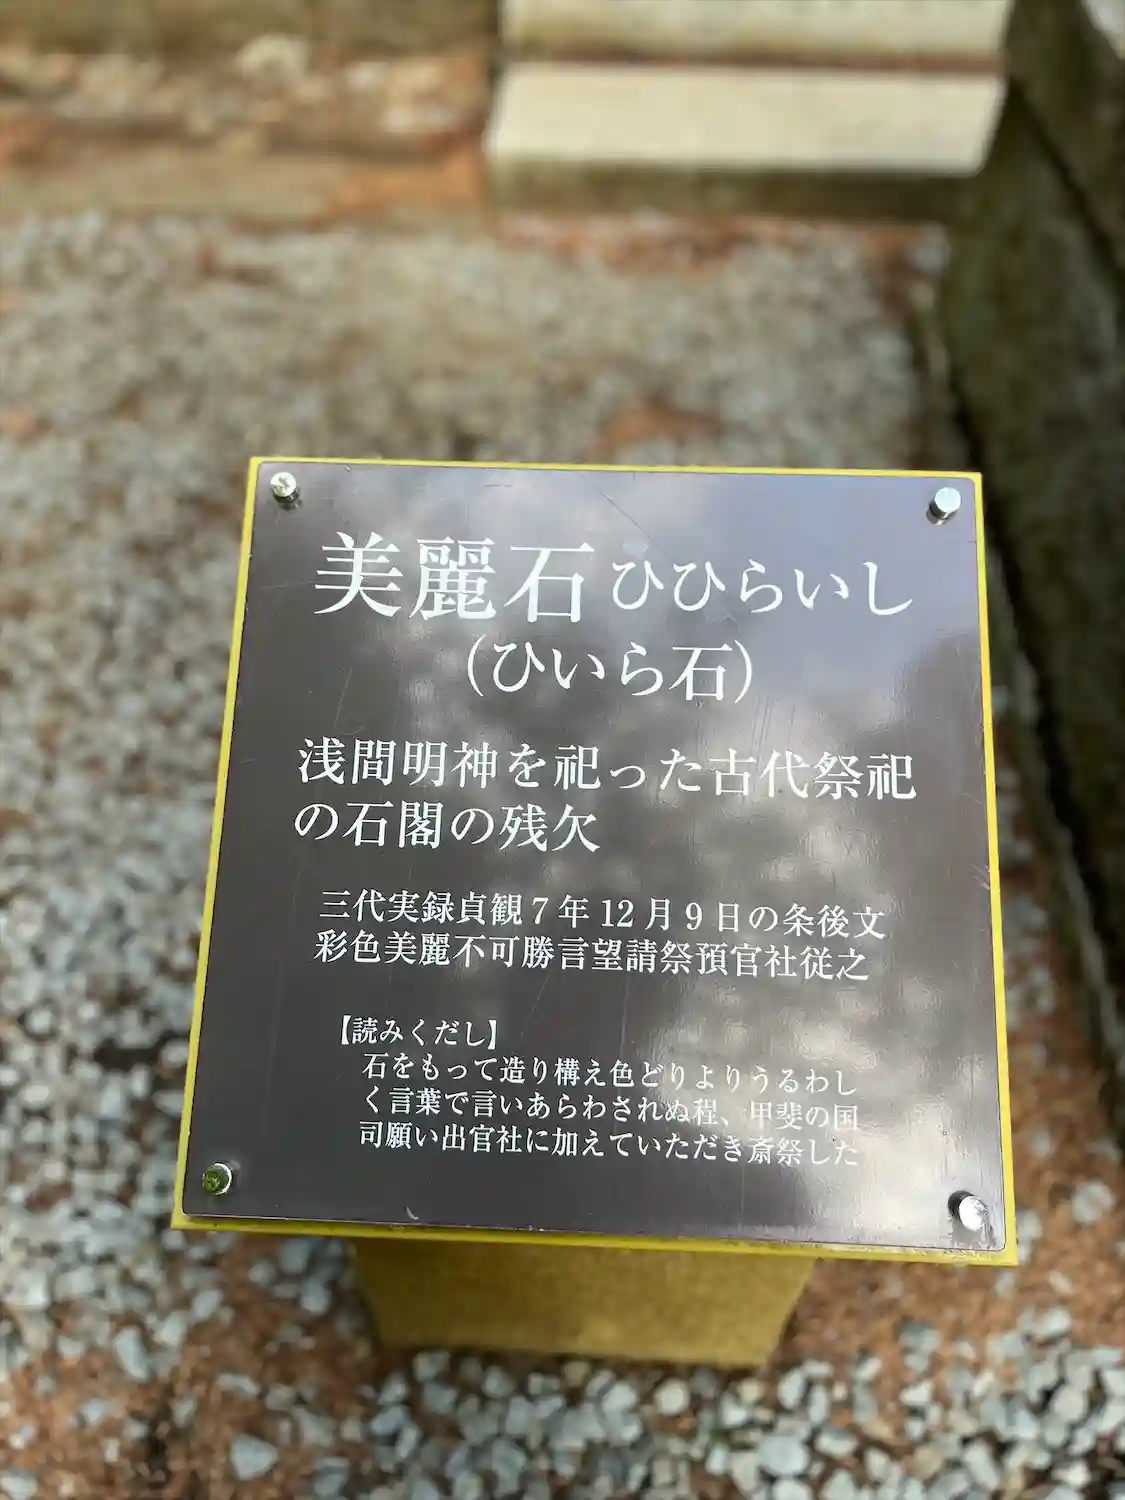 美麗石 ひひらいし
（ひいら石）
浅間明神を祀った古代祭祀
の石閣の残欠
三代実録貞観7年12月9日の条後文
彩色美麗不可勝言望請祭預官社従之
【読みくだし】
石をもって造り構え色どりよりうるわし
く言葉で言いあらわされぬ程、甲斐の国
司願い出官社に加えていただき斎祭した